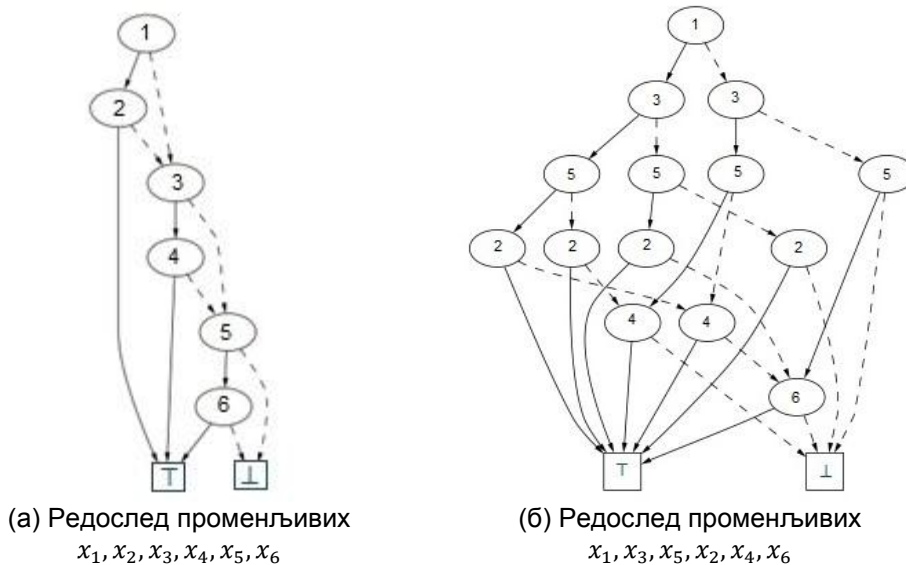 1
2
3
4
5
6
⊤
⊥
(а) Редослед променљивих
x₁, x₂, x₃, x₄, x₅, x₆
1
3 3
5 5 5 5
2 2 2 2
4 4
6
⊤ ⊥
(б) Редослед променљивих
x₁, x₃, x₅, x₂, x₄, x₆